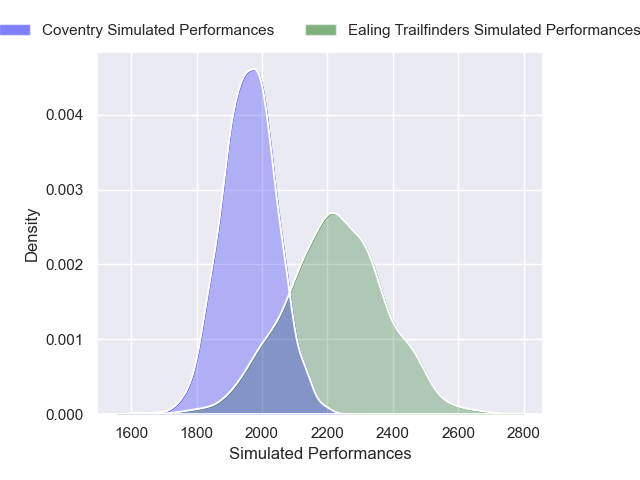 Coventry Simulated Performances
Ealing Trailfinders Simulated Performances
Density
0.004
0.003
0.002
0.001
0.000
1600 1800 2000 2200 2400 2600 2800
Simulated Performances